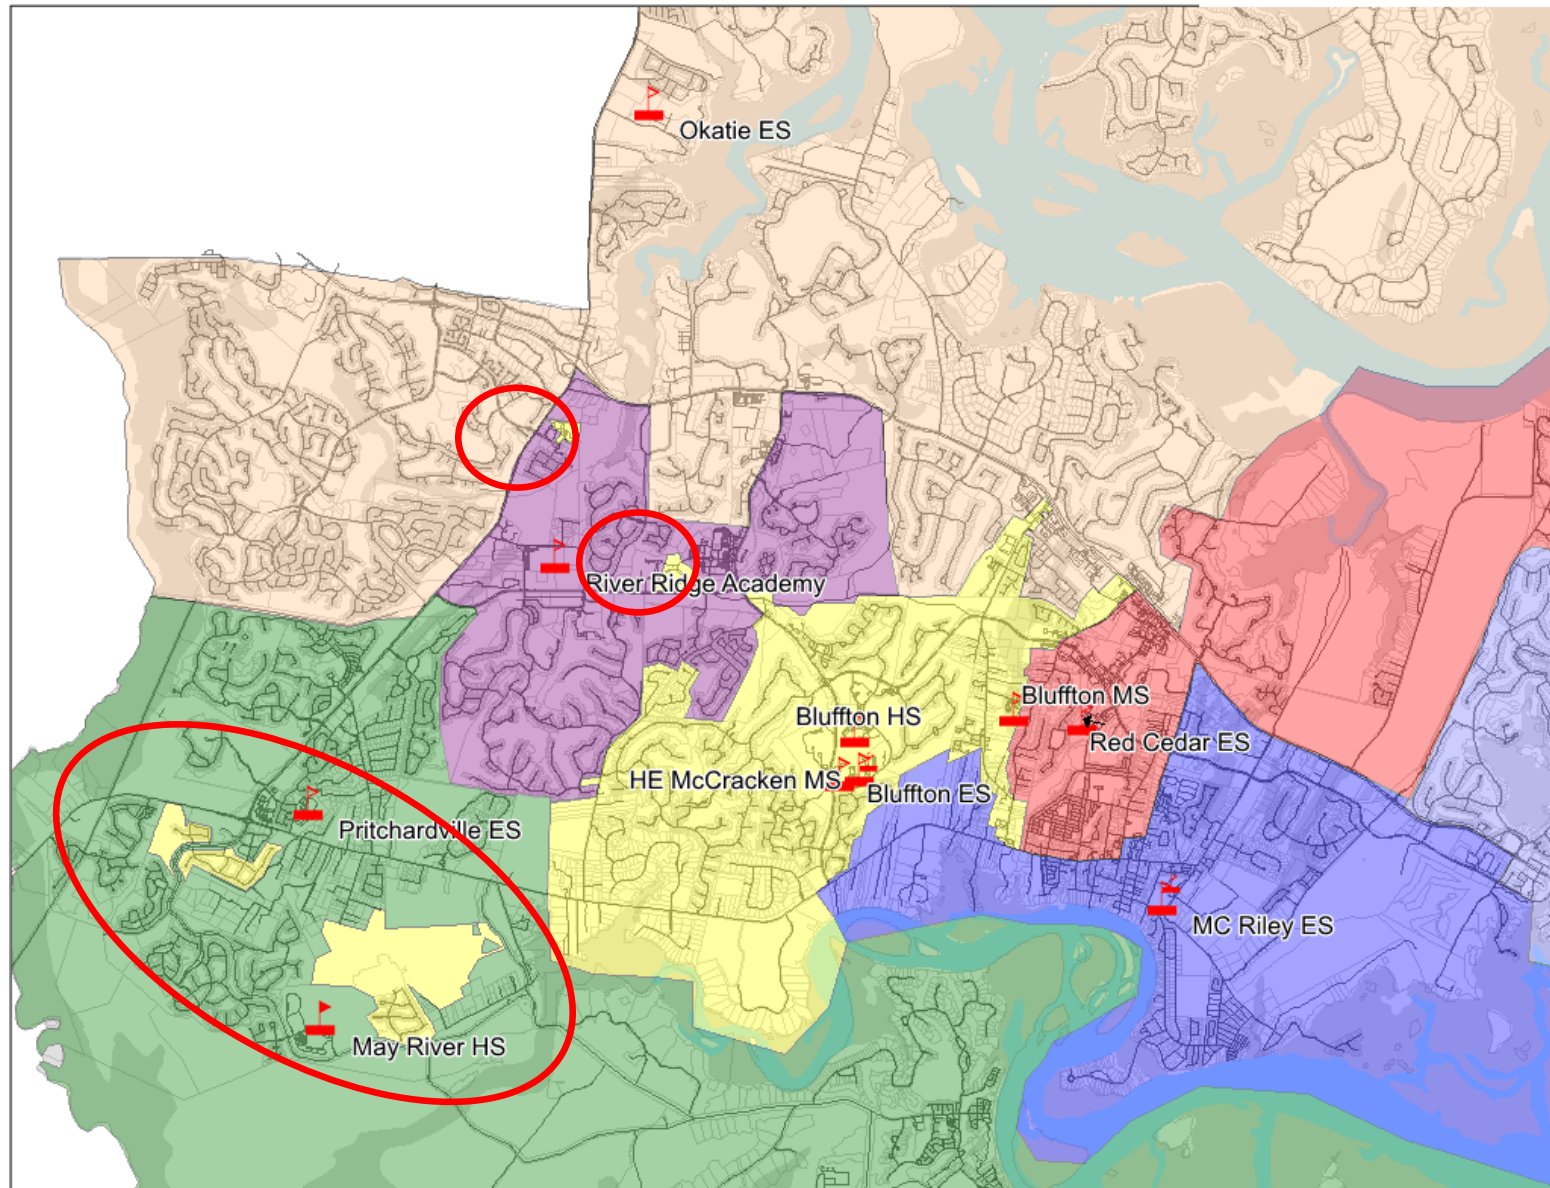 Okatie ES
River Ridge Academy
Bluffton MS
Bluffton HS
Red Cedar ES
HE McCracken MS
Bluffton ES
Pritchardville ES
MC Riley ES
May River HS